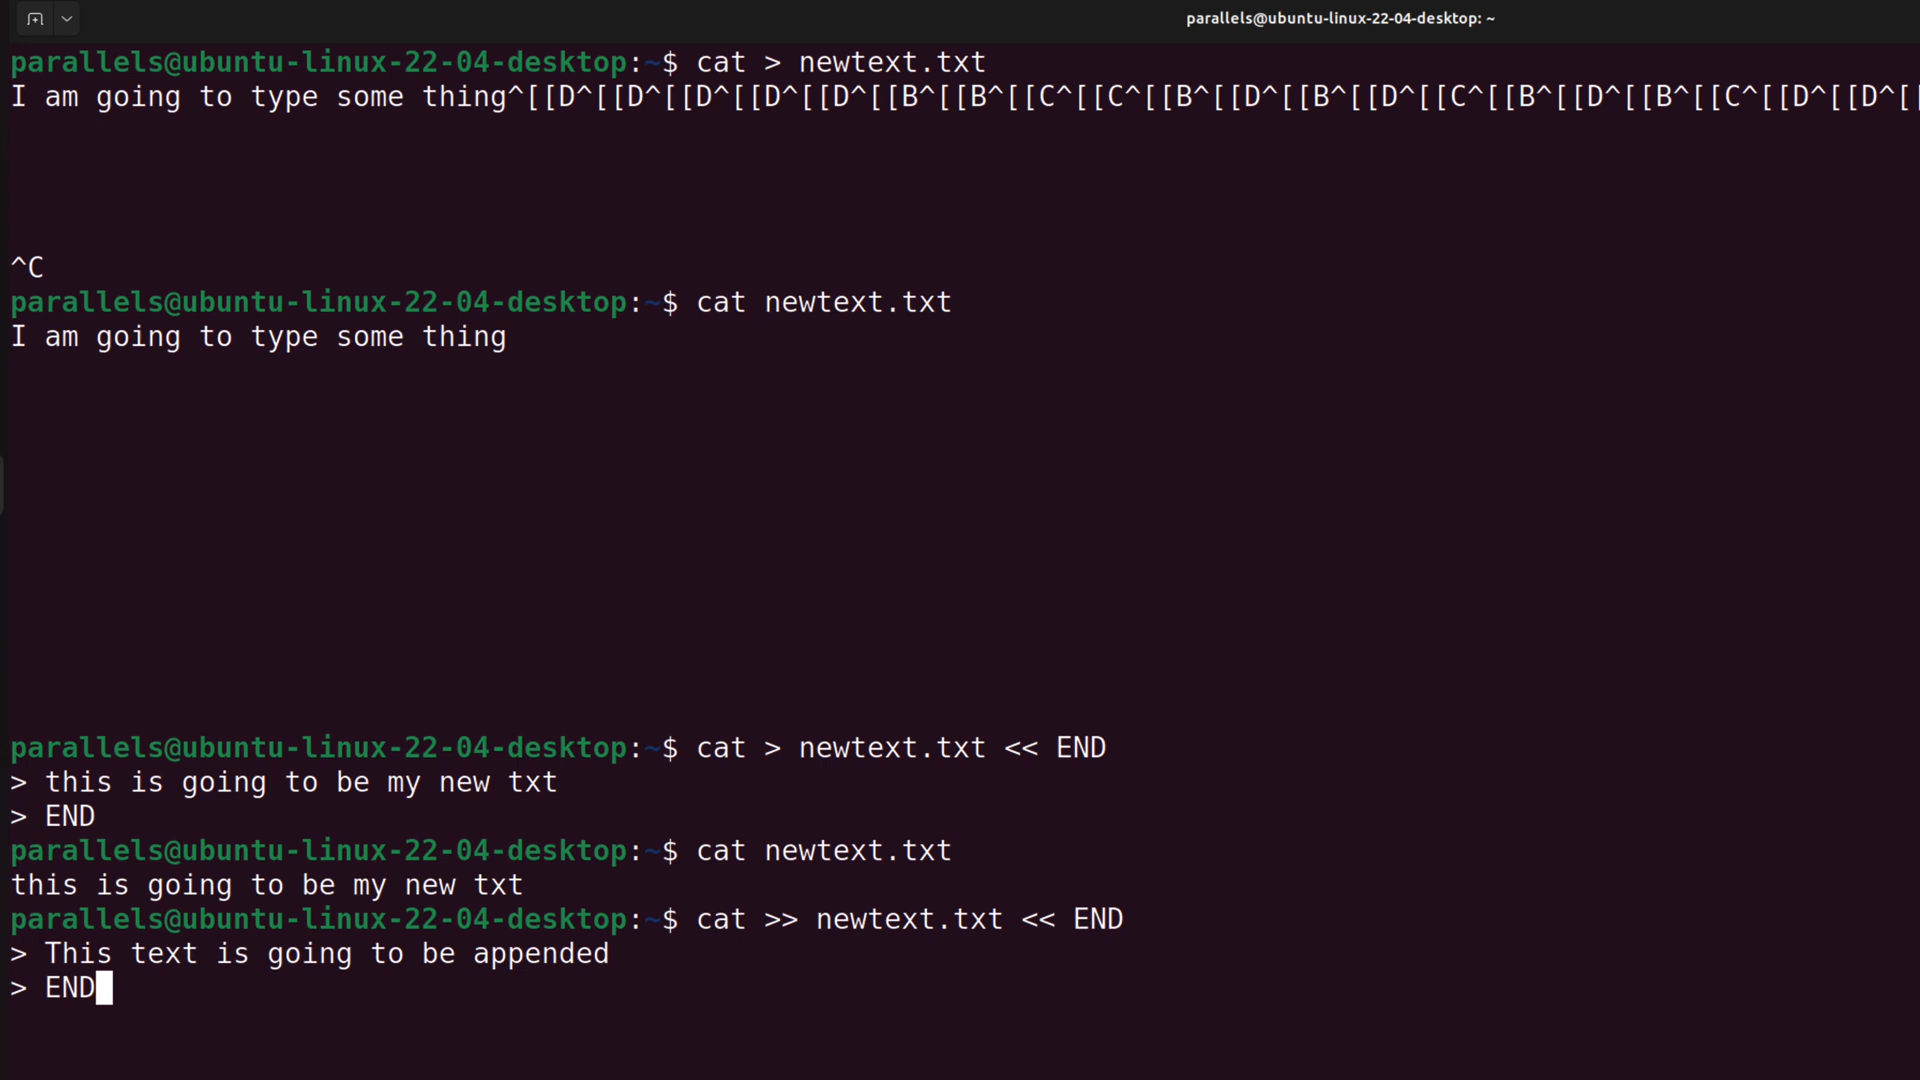 parallels@ubuntu-linux-22-04-desktop: ~
parallels@ubuntu-linux-22-04-desktop:~$ cat > newtext.txt
I am going to type some thing^[[D^[[D^[[D^[[D^[[D^[[B^[[B^[[C^[[C^[[B^[[D^[[B^[[D^[[C^[[B^[[D^[[B^[[C^[[D^[[D^[
^C
parallels@ubuntu-linux-22-04-desktop:~$ cat newtext.txt
I am going to type some thing
parallels@ubuntu-linux-22-04-desktop:~$ cat > newtext.txt << END
> this is going to be my new txt
> END
parallels@ubuntu-linux-22-04-desktop:~$ cat newtext.txt
this is going to be my new txt
parallels@ubuntu-linux-22-04-desktop:~$ cat >> newtext.txt << END
> This text is going to be appended
> END